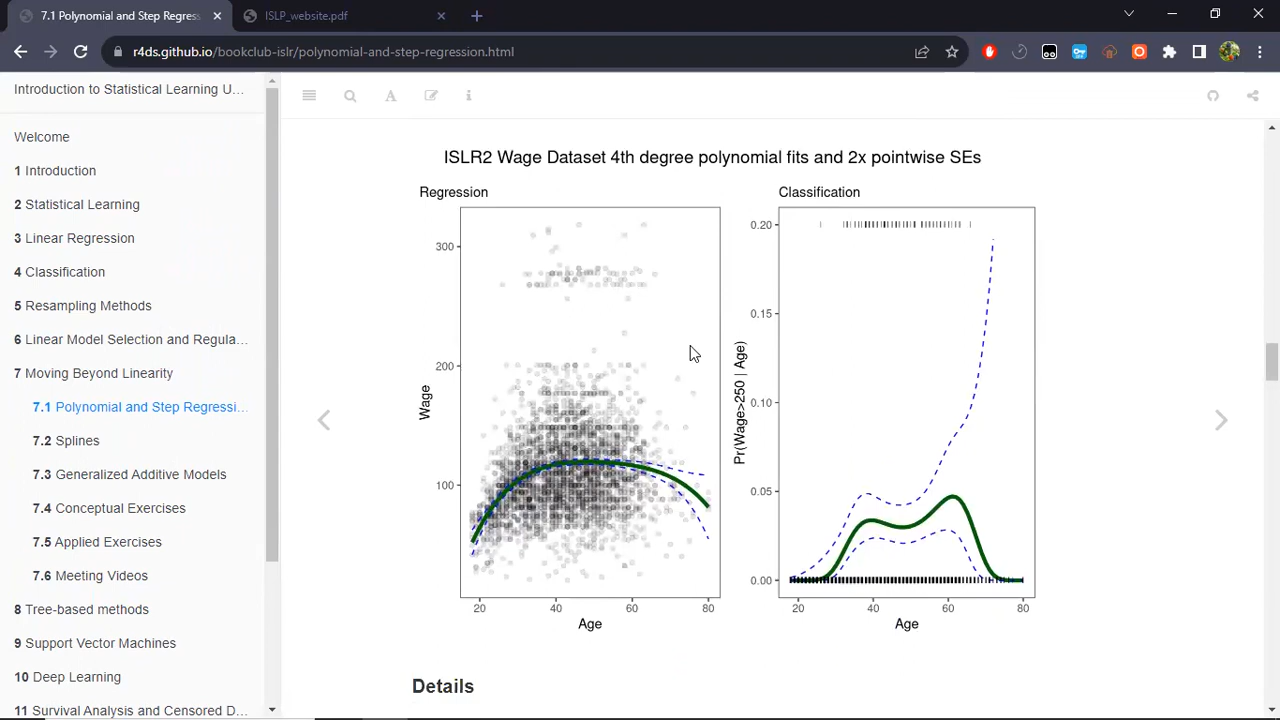 7.1 Polynomial and Step Regress
ISLP_website.pdf
r4ds.github.io/bookclub-islr/polynomial-and-step-regression.html
Introduction to Statistical Learning U...
Welcome
1 Introduction
2 Statistical Learning
3 Linear Regression
4 Classification
5 Resampling Methods
6 Linear Model Selection and Regula...
7 Moving Beyond Linearity
7.1 Polynomial and Step Regressi...
7.2 Splines
7.3 Generalized Additive Models
7.4 Conceptual Exercises
7.5 Applied Exercises
7.6 Meeting Videos
8 Tree-based methods
9 Support Vector Machines
10 Deep Learning
11 Survival Analysis and Censored D...
ISLR2 Wage Dataset 4th degree polynomial fits and 2x pointwise SEs
Regression
300
200
100
Wage
20 40 60 80
Age
Classification
0.20
0.15
0.10
0.05
0.00
Pr(Wage>250 | Age)
20 40 60 80
Age
Details